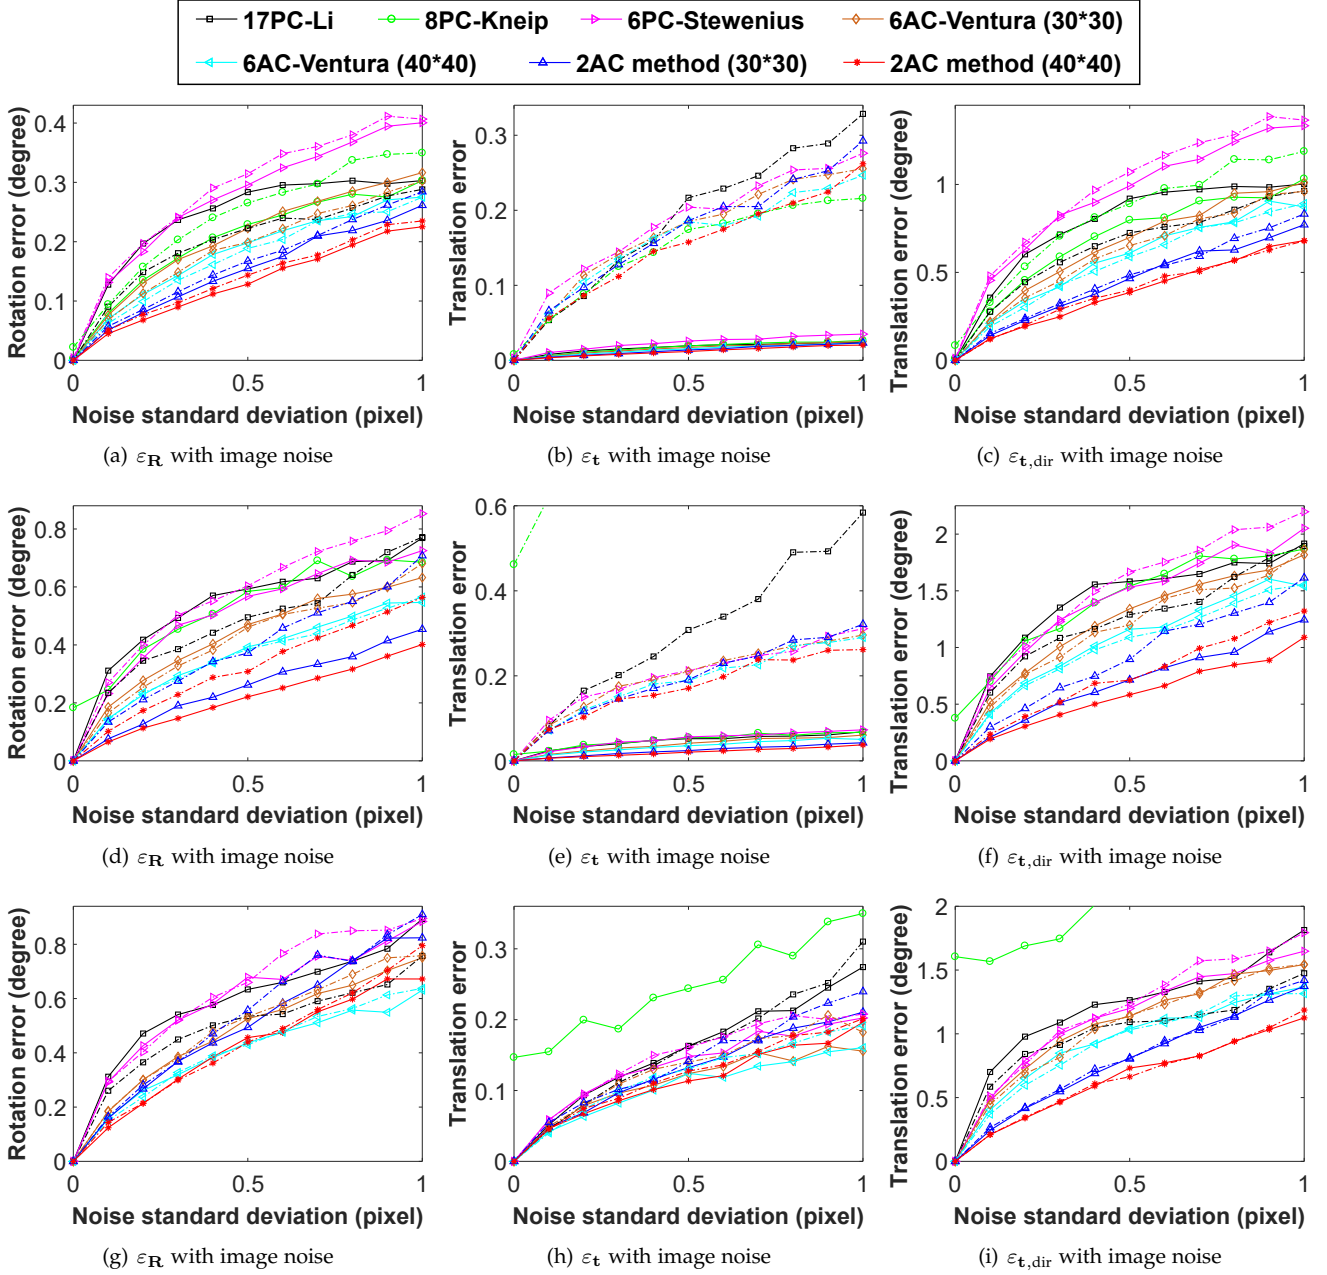 17PC-Li 8PC-Kneip 6PC-Stewenius 6AC-Ventura (30*30)
6AC-Ventura (40*40) 2AC method (30*30) 2AC method (40*40)
Rotation error (degree)
0.4
0.3
0.2
0.1
0
0 0.5 1
Noise standard deviation (pixel)
(a) εR with image noise
Translation error
0.3
0.2
0.1
0
0 0.5 1
Noise standard deviation (pixel)
(b) εt with image noise
Translation error (degree)
1
0.5
0
0 0.5 1
Noise standard deviation (pixel)
(c) εt,dir with image noise
Rotation error (degree)
0.8
0.6
0.4
0.2
0
0 0.5 1
Noise standard deviation (pixel)
(d) εR with image noise
Translation error
0.6
0.4
0.2
0
0 0.5 1
Noise standard deviation (pixel)
(e) εt with image noise
Translation error (degree)
2
1.5
1
0.5
0
0 0.5 1
Noise standard deviation (pixel)
(f) εt,dir with image noise
Rotation error (degree)
0.8
0.6
0.4
0.2
0
0 0.5 1
Noise standard deviation (pixel)
(g) εR with image noise
Translation error
0.3
0.2
0.1
0
0 0.5 1
Noise standard deviation (pixel)
(h) εt with image noise
Translation error (degree)
2
1.5
1
0.5
0
0 0.5 1
Noise standard deviation (pixel)
(i) εt,dir with image noise